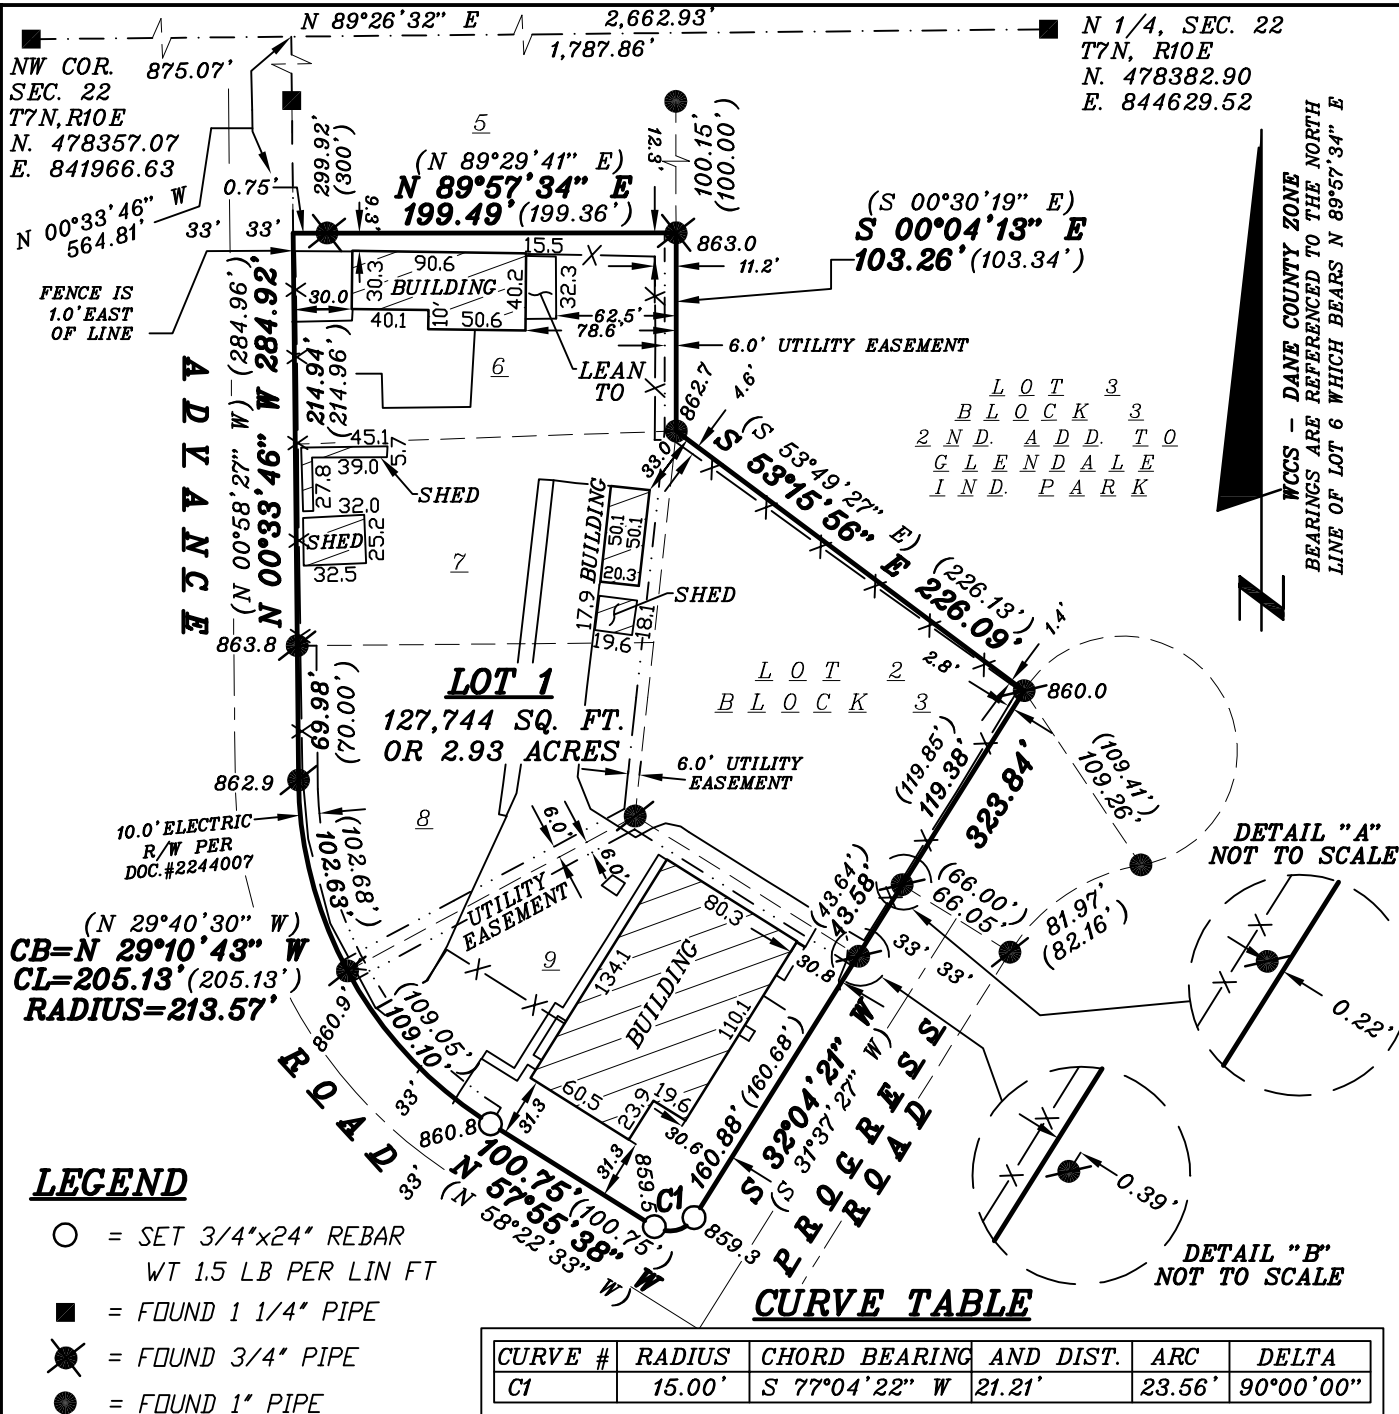 N 89°26'32" E
2,662.93'
875.07'
1,787.86'
NW COR.
SEC. 22
T7N,R10E
N. 478357.07
E. 841966.63
N 1/4, SEC. 22
T7N, R10E
N. 478382.90
E. 844629.52
N 00°33'46" W
564.81'
0.75'
33' 33'
299.92'
(300')
9.3'
5
(N 89°29'41" E)
N 89°57'34" E
199.49' (199.36')
12.3'
100.15'
(100.00')
863.0
11.2'
(S 00°30'19" E)
S 00°04'13" E
103.26' (103.34')
WCCS - DANE COUNTY ZONE
BEARINGS ARE REFERENCED TO THE NORTH
LINE OF LOT 6 WHICH BEARS N 89°57'34" E
N
FENCE IS
1.0' EAST
OF LINE
30.0
30.3
90.6
BUILDING
40.1
10'
50.6
40.2
15.5
32.3
62.5'
78.6'
LEAN
TO
6
6.0' UTILITY EASEMENT
862.7
4.6'
LOT 3
BLOCK 3
2ND. ADD. TO
GLENDALE
IND. PARK
ADVANCE
(N 00°58'27" W) (284.96')
N 00°33'46" W 284.92'
214.94'
(214.96')
45.1
5.7
39.0
27.8
SHED
32.0
SHED
25.2
32.5
7
33.0
BUILDING
50.1
50.1
20.3
17.9
SHED
18.1
19.6
(S 53°49'27" E)
S 53°15'56" E 226.09'
(226.13')
1.4'
2.8'
860.0
863.8
69.98'
(70.00')
862.9
LOT 1
127,744 SQ. FT.
OR 2.93 ACRES
LOT 2
BLOCK 3
6.0' UTILITY
EASEMENT
10.0' ELECTRIC
R/W PER
DOC.#2244007
(102.68')
102.63'
8
6.0'
6.0'
UTILITY
EASEMENT
(119.85')
119.38'
323.84'
(109.41')
109.26'
(66.00')
66.05'
81.97'
(82.16')
(43.64')
43.58'
33'
33'
DETAIL "A"
NOT TO SCALE
0.22'
(N 29°40'30" W)
CB=N 29°10'43" W
CL=205.13' (205.13')
RADIUS=213.57'
860.9'
(109.05')
109.10'
9
80.3
134.1
BUILDING
30.8
110.1
60.5
23.9
19.6
30.6
31.3
31.3
ROAD
33'
33'
860.8
100.75' (100.75')
N 57°55'38" W
(N 58°22'33" W)
859.5
C1
859.3
160.88' (160.68')
S 32°04'21" W
(S 31°37'27" W)
PROGRESS
ROAD
0.39'
DETAIL "B"
NOT TO SCALE
LEGEND
= SET 3/4"x24" REBAR
WT 1.5 LB PER LIN FT
= FOUND 1 1/4" PIPE
= FOUND 3/4" PIPE
= FOUND 1" PIPE
CURVE TABLE
CURVE # RADIUS CHORD BEARING AND DIST. ARC DELTA
C1 15.00' S 77°04'22" W 21.21' 23.56' 90°00'00"